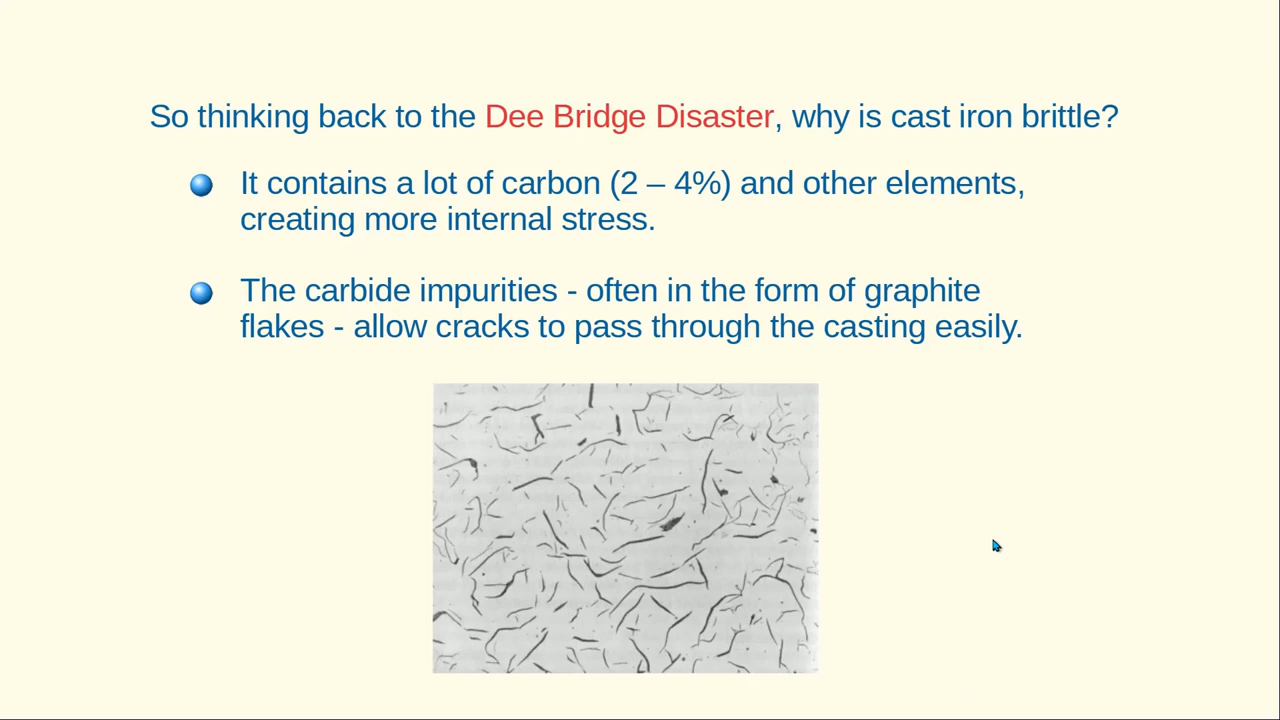 So thinking back to the Dee Bridge Disaster, why is cast iron brittle?
It contains a lot of carbon (2 – 4%) and other elements,
creating more internal stress.
The carbide impurities - often in the form of graphite
flakes - allow cracks to pass through the casting easily.